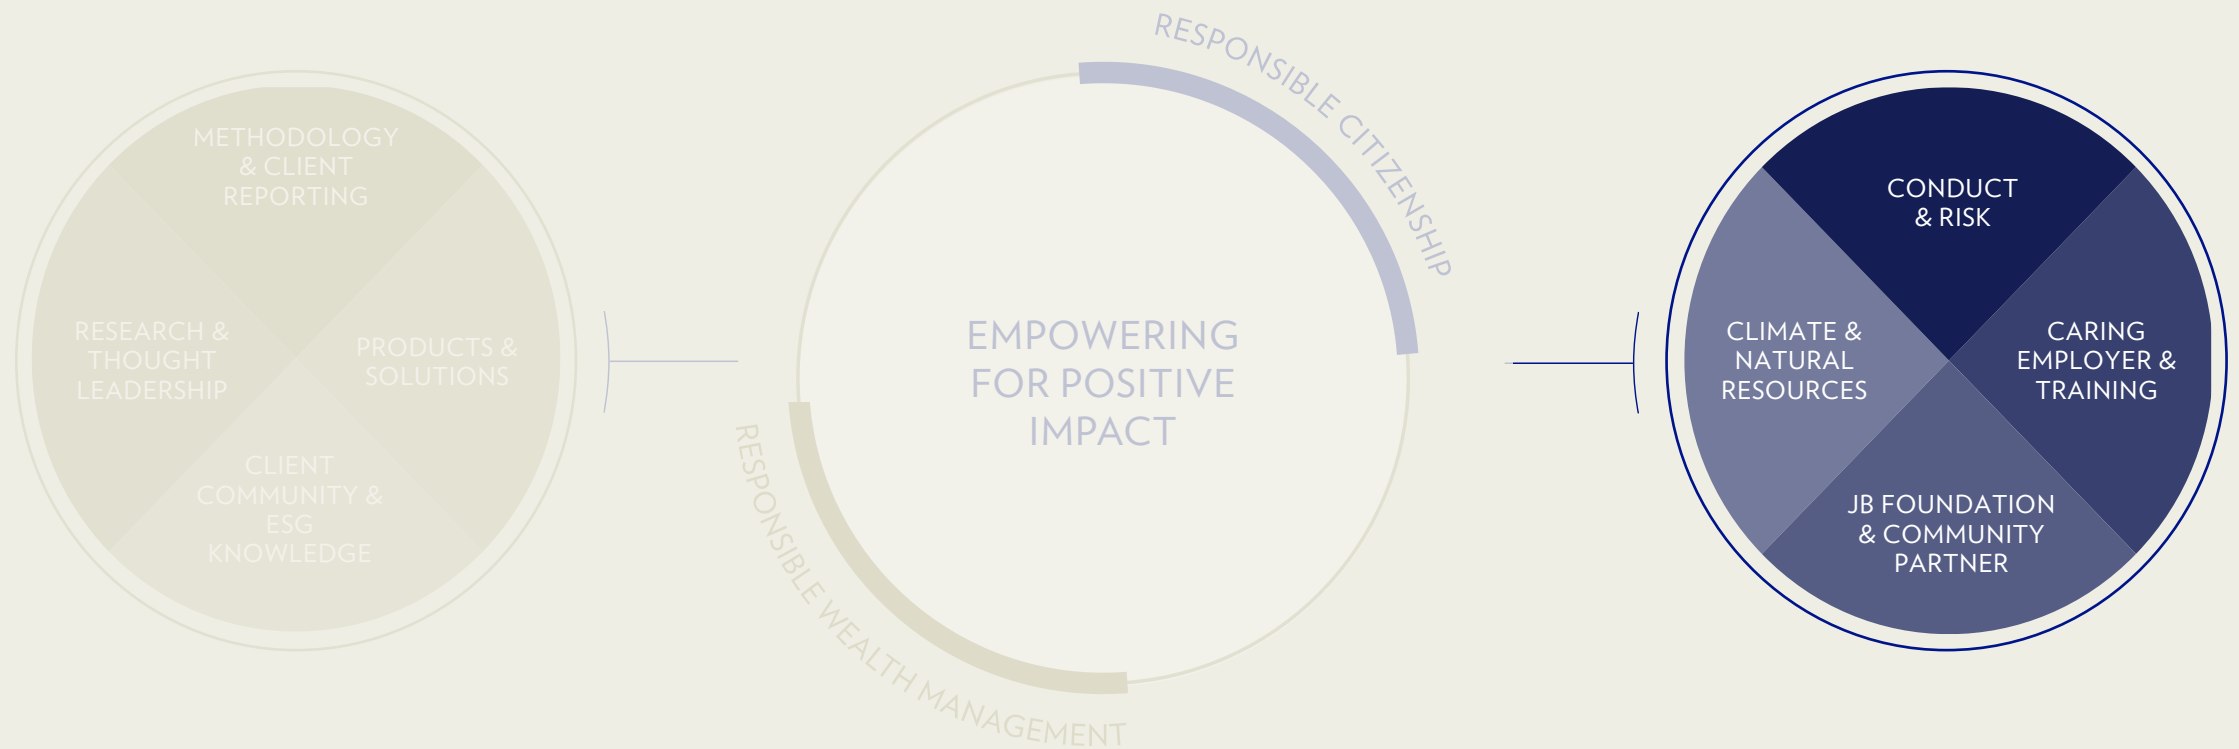 METHODOLOGY
& CLIENT
REPORTING
RESEARCH &
THOUGHT
LEADERSHIP
PRODUCTS &
SOLUTIONS
CLIENT
COMMUNITY &
ESG
KNOWLEDGE
RESPONSIBLE CITIZENSHIP
EMPOWERING
FOR POSITIVE
IMPACT
RESPONSIBLE WEALTH MANAGEMENT
CONDUCT
& RISK
CLIMATE &
NATURAL
RESOURCES
CARING
EMPLOYER &
TRAINING
JB FOUNDATION
& COMMUNITY
PARTNER